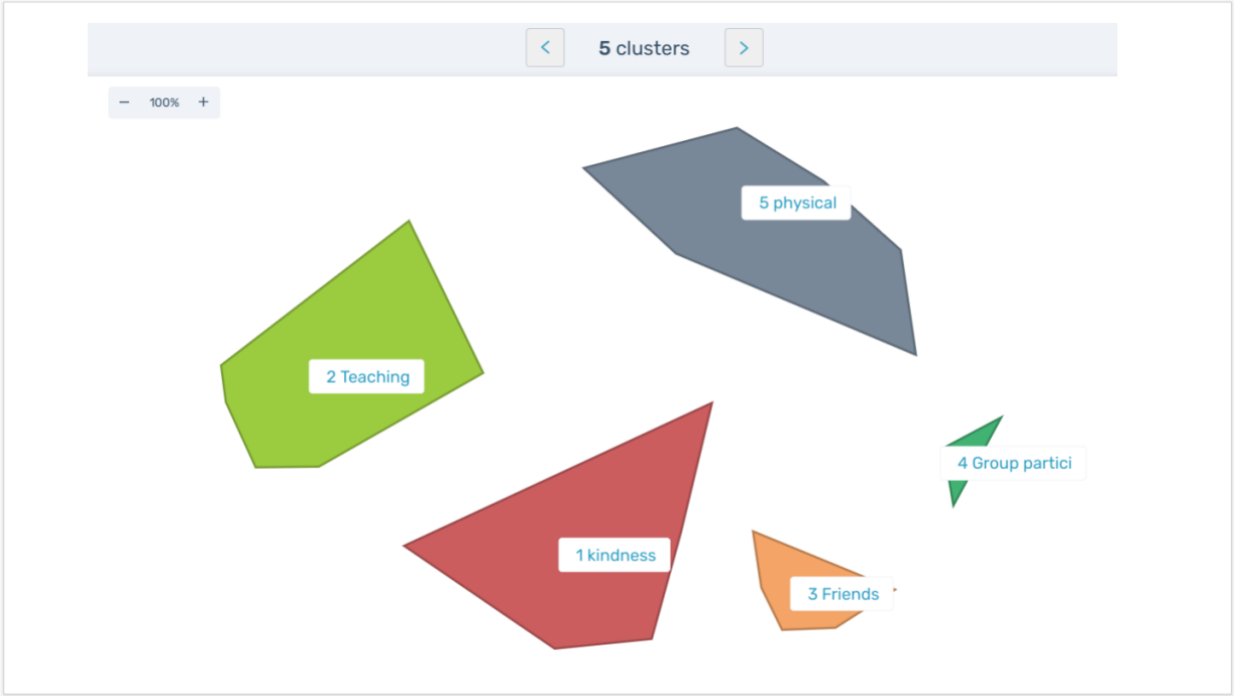 < 5 clusters >
− 100% +
5 physical
2 Teaching
4 Group partici
1 kindness
3 Friends